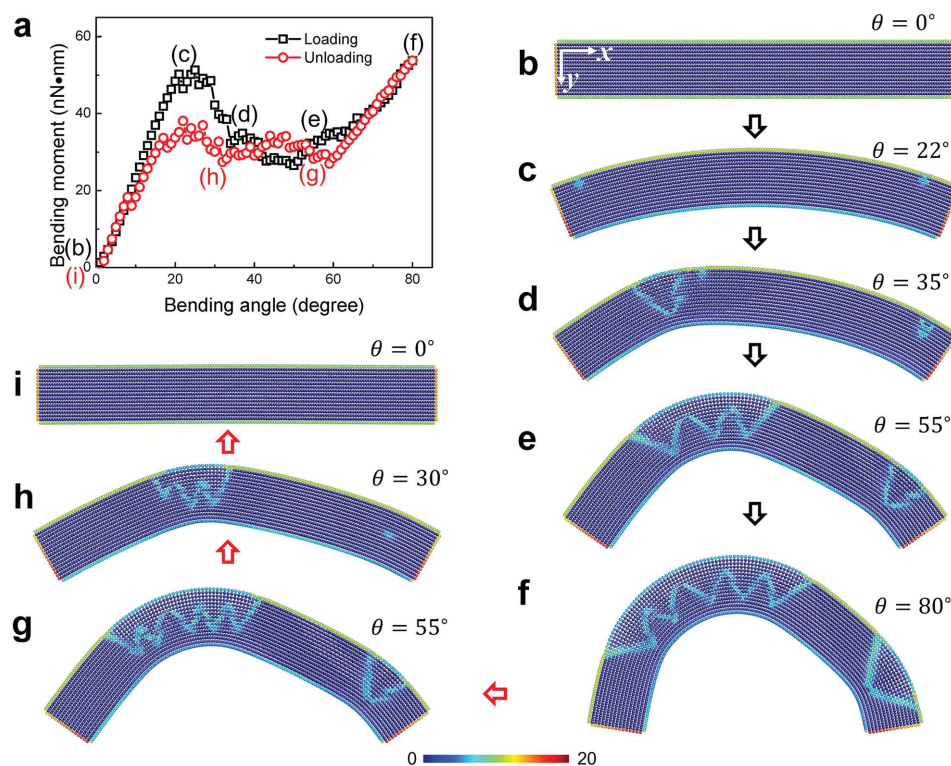 a
60
40
20
0
0
20
40
60
80
Bending moment (nN•nm)
Bending angle (degree)
Loading
Unloading
(b)
(c)
(d)
(e)
(f)
(g)
(h)
(i)
b
x
y
θ = 0°
c
θ = 22°
d
θ = 35°
e
θ = 55°
f
θ = 80°
g
θ = 55°
h
θ = 30°
i
θ = 0°
0
20